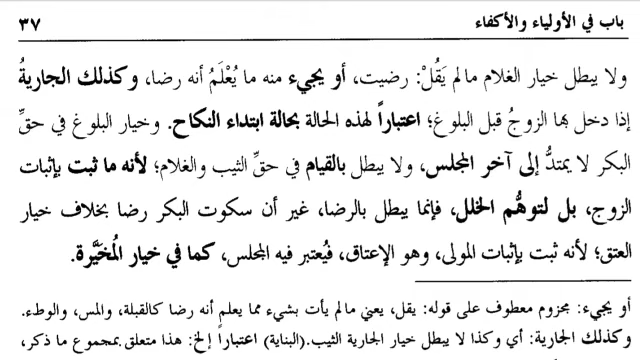 باب في الأولياء والأكفاء ٣٧
ولا يبطل خيار الغلام مالم يَقُلْ: رضيت، أو يجيء منه ما يُعْلَمُ أنه رضا، وكذلك الجاريةُ
إذا دخل بها الزوجُ قبل البلوغ؛ اعتباراً لهذه الحالة بحالة ابتداء النكاح. وخيار البلوغ في حقِّ
البكر لا يمتدُّ إلى آخر المجلس، ولا يبطل بالقيام في حقِّ الثيب والغلام؛ لأنه ما ثبت بإثبات
الزوج، بل لتوهُّم الخلل، فإنما يبطل بالرضا، غير أن سكوت البكر رضا بخلاف خيار
العتق؛ لأنه ثبت بإثبات المولى، وهو الإعتاق، فيُعتبر فيه المجلس، كما في خيار المُخَيَّرة.
أو يجيء: مجزوم معطوف على قوله: يقل، يعني مالم يأت بشيء مما يعلم أنه رضا كالقبلة، والمس، والوطء.
وكذلك الجارية: أي وكذا لا يبطل خيار الجارية الثيب.(البناية) اعتباراً إلخ: هذا متعلق بمجموع ما ذكر،